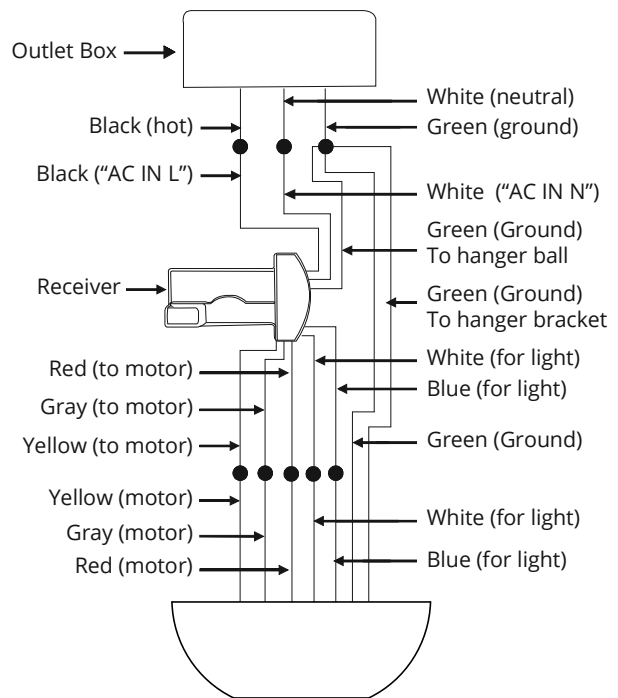 Outlet Box
White (neutral)
Black (hot)
Green (ground)
Black (“AC IN L”)
White (“AC IN N”)
Green (Ground)
To hanger ball
Receiver
Green (Ground)
To hanger bracket
White (for light)
Red (to motor)
Blue (for light)
Gray (to motor)
Yellow (to motor)
Green (Ground)
Yellow (motor)
White (for light)
Gray (motor)
Blue (for light)
Red (motor)